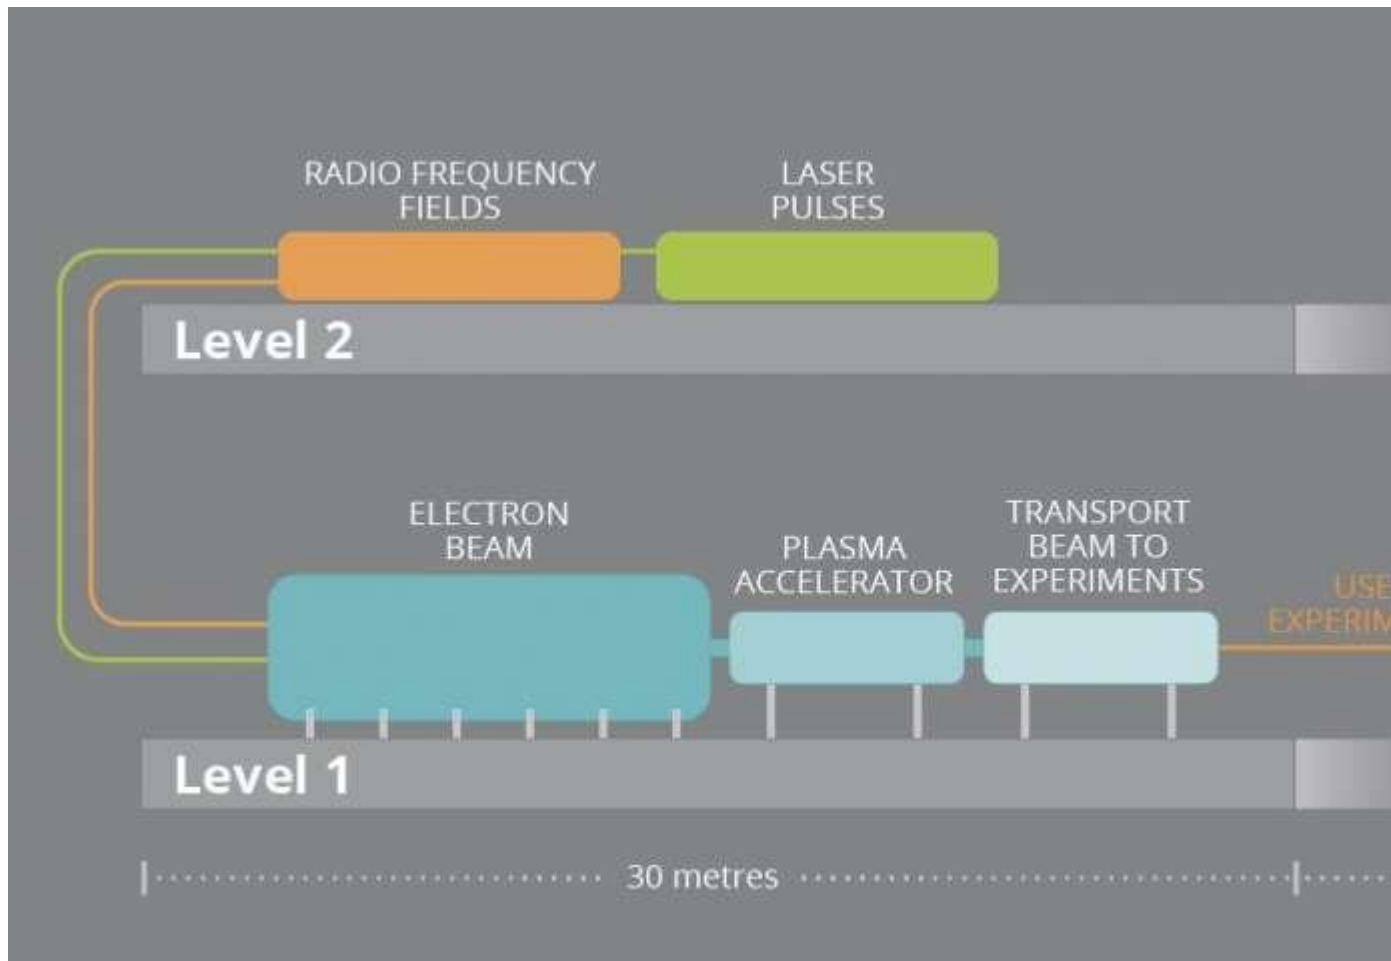 RADIO FREQUENCY
FIELDS
LASER
PULSES
Level 2
ELECTRON
BEAM
PLASMA
ACCELERATOR
TRANSPORT
BEAM TO
EXPERIMENTS
Level 1
30 metres